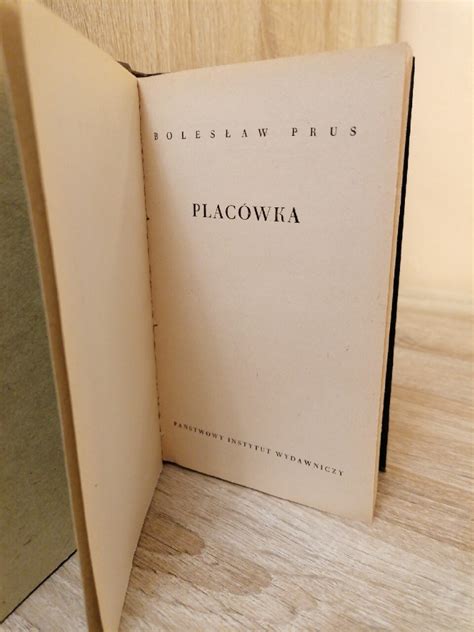 BOLESŁAW PRUS
PLACÓWKA
PAŃSTWOWY INSTYTUT WYDAWNICZY